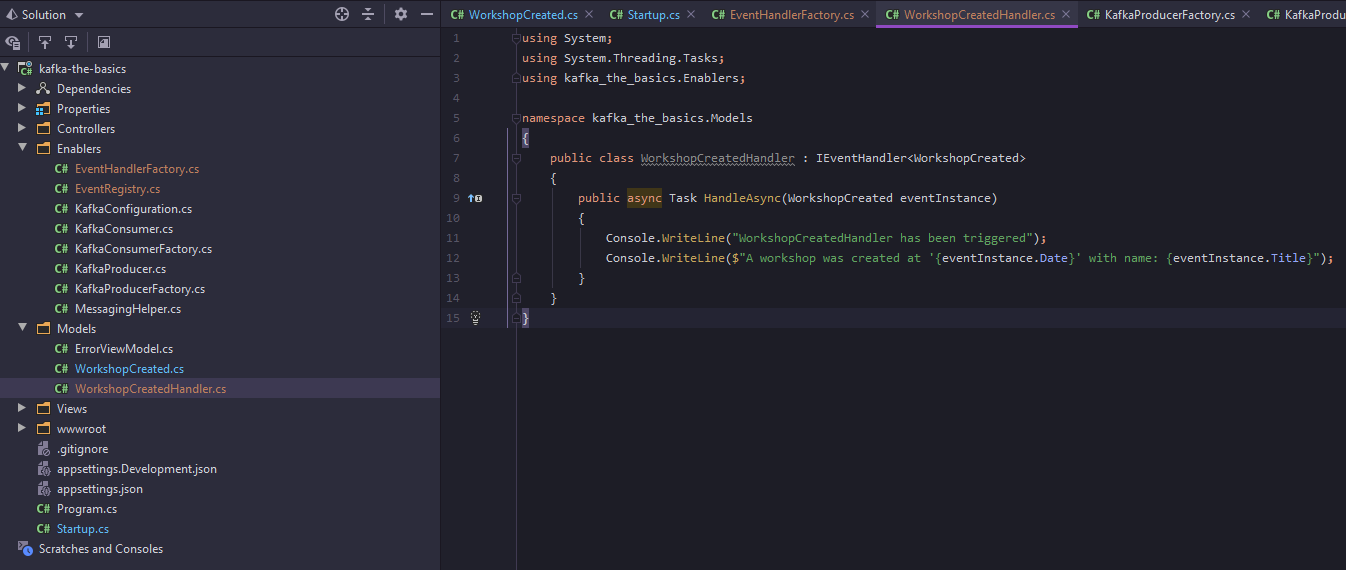 Solution
WorkshopCreated.cs
Startup.cs
EventHandlerFactory.cs
WorkshopCreatedHandler.cs
KafkaProducerFactory.cs
KafkaProdu
kafka-the-basics
Dependencies
Properties
Controllers
Enablers
C# EventHandlerFactory.cs
C# EventRegistry.cs
C# KafkaConfiguration.cs
C# KafkaConsumer.cs
C# KafkaConsumerFactory.cs
C# KafkaProducer.cs
C# KafkaProducerFactory.cs
C# MessagingHelper.cs
Models
C# ErrorViewModel.cs
C# WorkshopCreated.cs
C# WorkshopCreatedHandler.cs
Views
wwwroot
.gitignore
appsettings.Development.json
appsettings.json
C# Program.cs
C# Startup.cs
Scratches and Consoles
1 using System;
2 using System.Threading.Tasks;
3 using kafka_the_basics.Enablers;
4
5 namespace kafka_the_basics.Models
6 {
7 public class WorkshopCreatedHandler : IEventHandler<WorkshopCreated>
8 {
9 public async Task HandleAsync(WorkshopCreated eventInstance)
10 {
11 Console.WriteLine("WorkshopCreatedHandler has been triggered");
12 Console.WriteLine($"A workshop was created at '{eventInstance.Date}' with name: {eventInstance.Title}");
13 }
14 }
15 }